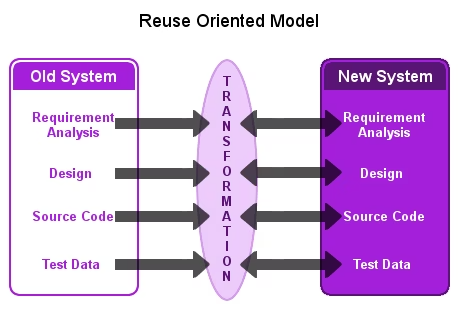 Reuse Oriented Model
Old System
Requirement
Analysis
Design
Source Code
Test Data
TRANSFORMATION
New System
Requirement
Analysis
Design
Source Code
Test Data